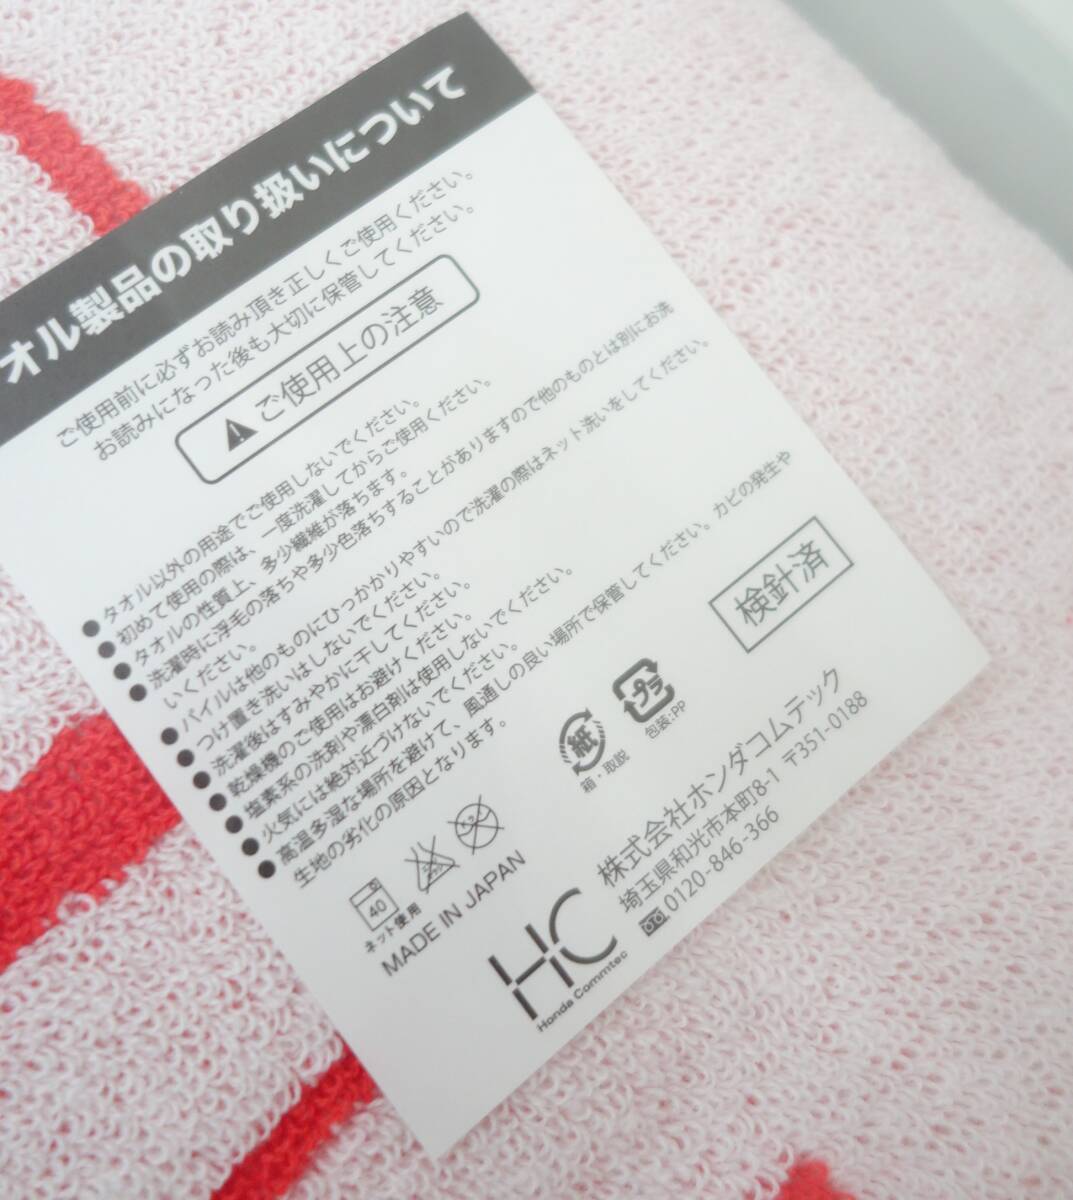 オル製品の取り扱いについて
ご使用前に必ずお読み頂き正しくご使用ください。
お読みになった後も大切に保管してください。
ご使用上の注意
●タオル以外の用途でご使用しないでください。
●初めて使用の際は、一度洗濯してからご使用ください。
●タオルの性質上、多少繊維が落ちます。
●洗濯時に浮毛の落ちや多少色落ちすることがありますので他のものとは別にお洗
いください。
●パイルは他のものにひっかかりやすいので洗濯の際はネット洗いをしてください。
●つけ置き洗いはしないでください。
●洗濯後はすみやかに干してください。
●乾燥機のご使用はお避けください。
●塩素系の洗剤や漂白剤は使用しないでください。
●火気には絶対近づけないでください。
●高温多湿な場所を避けて、風通しの良い場所で保管してください。カビの発生や
生地の劣化の原因となります。
検針済
40
ネット使用
MADE IN JAPAN
紙
箱・取説
プラ
包装:PP
HC
Honda Commtec
株式会社ホンダコムテック
埼玉県和光市本町8-1 〒351-0188
0120-846-366